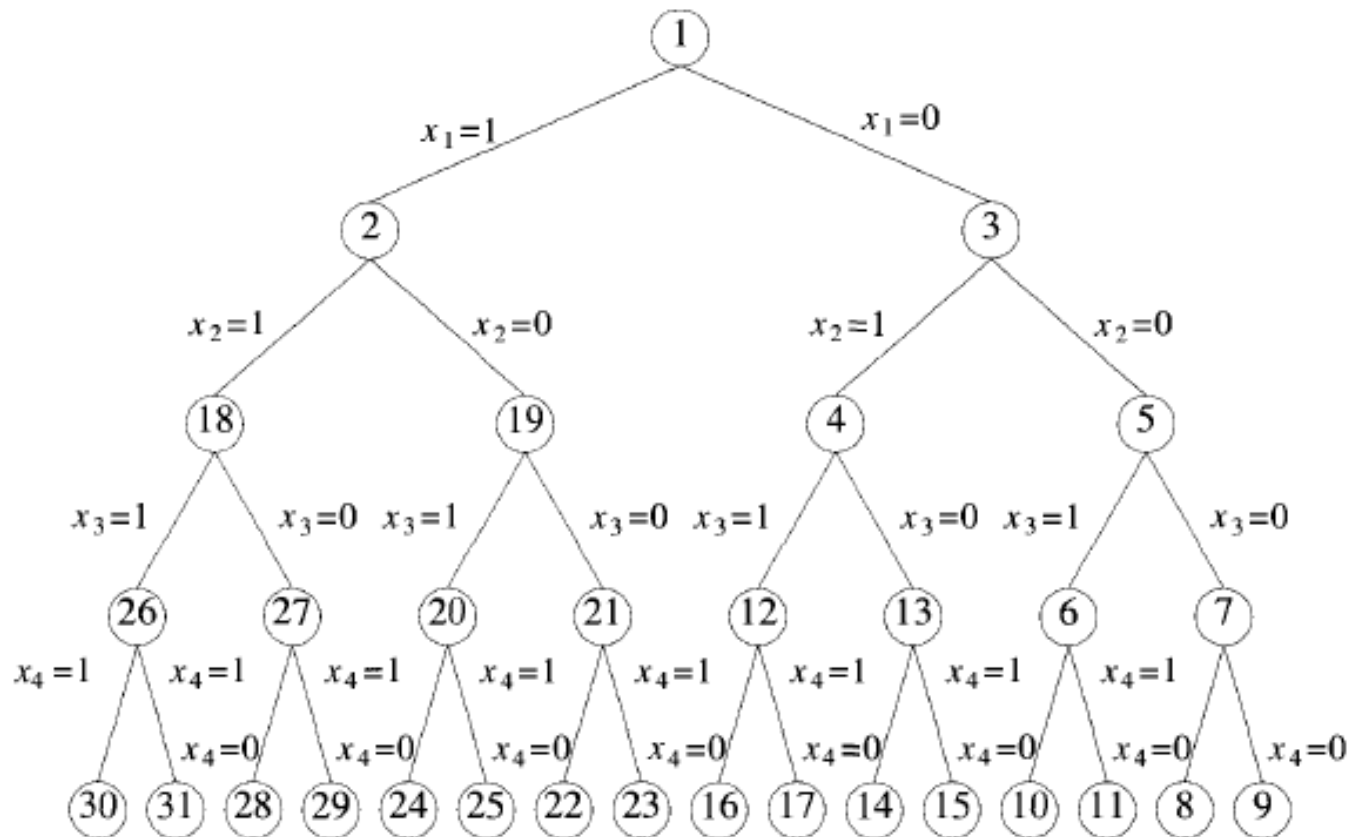 1
x1=1 x1=0
2 3
x2=1 x2=0 x2=1 x2=0
18 19 4 5
x3=1 x3=0 x3=1 x3=0 x3=1 x3=0 x3=1 x3=0
26 27 20 21 12 13 6 7
x4=1 x4=1 x4=1 x4=1 x4=1 x4=1 x4=1 x4=1
x4=0 x4=0 x4=0 x4=0 x4=0 x4=0 x4=0 x4=0
30 31 28 29 24 25 22 23 16 17 14 15 10 11 8 9